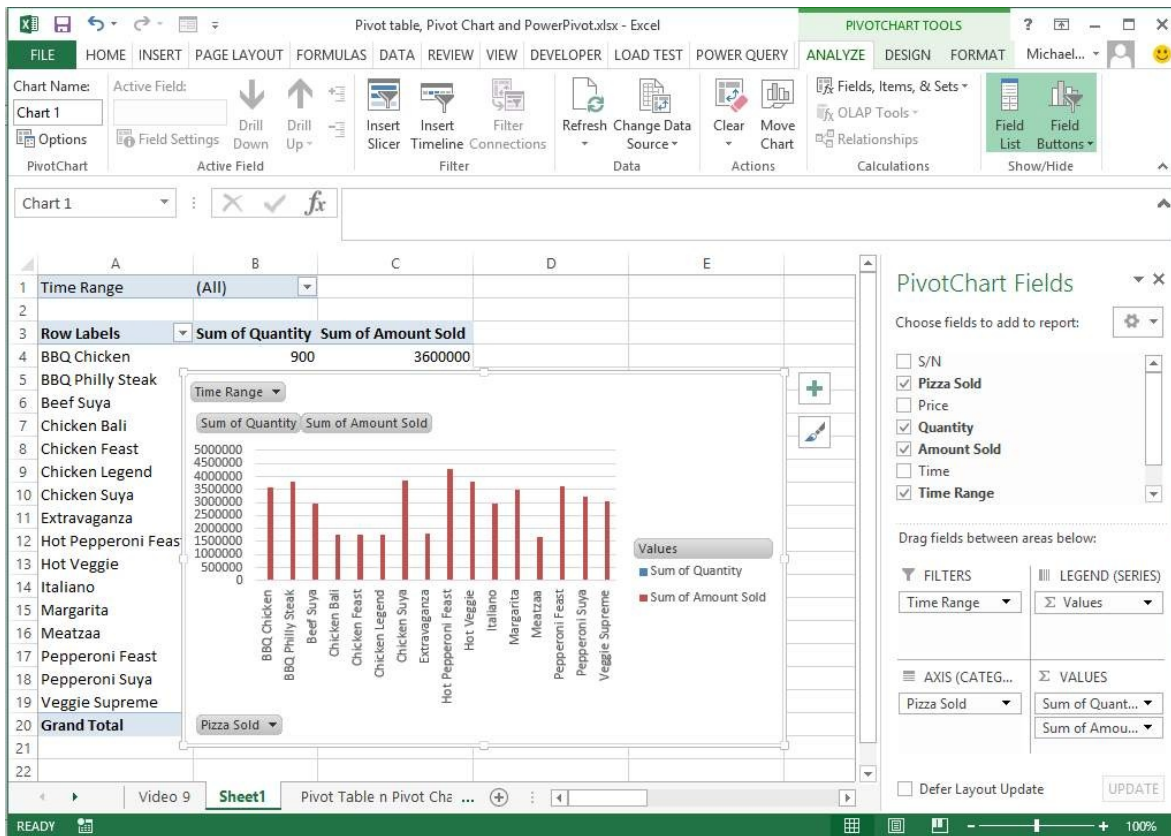 Pivot table, Pivot Chart and PowerPivot.xlsx - Excel
PIVOTCHART TOOLS
?
FILE HOME INSERT PAGE LAYOUT FORMULAS DATA REVIEW VIEW DEVELOPER LOAD TEST POWER QUERY ANALYZE DESIGN FORMAT Michael...
Chart Name:
Chart 1
Options
PivotChart
Active Field:
Field Settings
Drill Down
Drill Up
Active Field
Insert Slicer
Insert Timeline
Filter Connections
Filter
Refresh
Change Data Source
Data
Clear
Move Chart
Actions
Fields, Items, & Sets
OLAP Tools
Relationships
Calculations
Field List
Field Buttons
Show/Hide
Chart 1
fx
A B C D E
1 Time Range (All)
2
3 Row Labels Sum of Quantity Sum of Amount Sold
4 BBQ Chicken 900 3600000
5 BBQ Philly Steak
6 Beef Suya
7 Chicken Bali
8 Chicken Feast
9 Chicken Legend
10 Chicken Suya
11 Extravaganza
12 Hot Pepperoni Feas
13 Hot Veggie
14 Italiano
15 Margarita
16 Meatzaa
17 Pepperoni Feast
18 Pepperoni Suya
19 Veggie Supreme
20 Grand Total
21
22
Time Range
Sum of Quantity Sum of Amount Sold
5000000
4500000
4000000
3500000
3000000
2500000
2000000
1500000
1000000
500000
0
BBQ Chicken
BBQ Philly Steak
Beef Suya
Chicken Bali
Chicken Feast
Chicken Legend
Chicken Suya
Extravaganza
Hot Pepperoni Feast
Hot Veggie
Italiano
Margarita
Meatzaa
Pepperoni Feast
Pepperoni Suya
Veggie Supreme
Values
Sum of Quantity
Sum of Amount Sold
Pizza Sold
PivotChart Fields
Choose fields to add to report:
S/N
Pizza Sold
Price
Quantity
Amount Sold
Time
Time Range
Drag fields between areas below:
FILTERS
Time Range
LEGEND (SERIES)
Σ Values
AXIS (CATEG...
Pizza Sold
Σ VALUES
Sum of Quant...
Sum of Amou...
Defer Layout Update
UPDATE
Video 9 Sheet1 Pivot Table n Pivot Cha ...
READY
100%